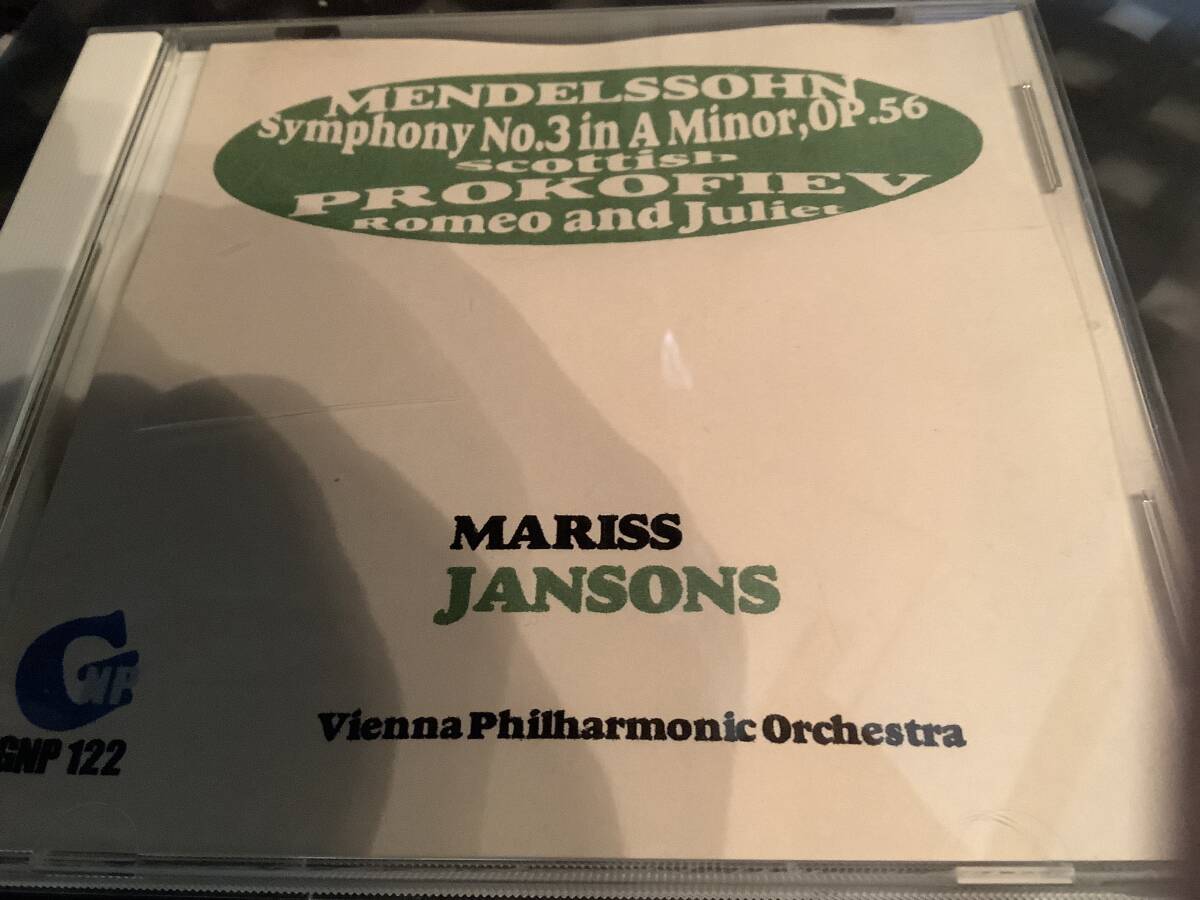 MENDELSSOHN
Symphony No.3 in A Minor,OP.56
Scottish
PROKOFIEV
Romeo and Juliet
MARISS
JANSONS
Vienna Philharmonic Orchestra
GNP
GNP 122